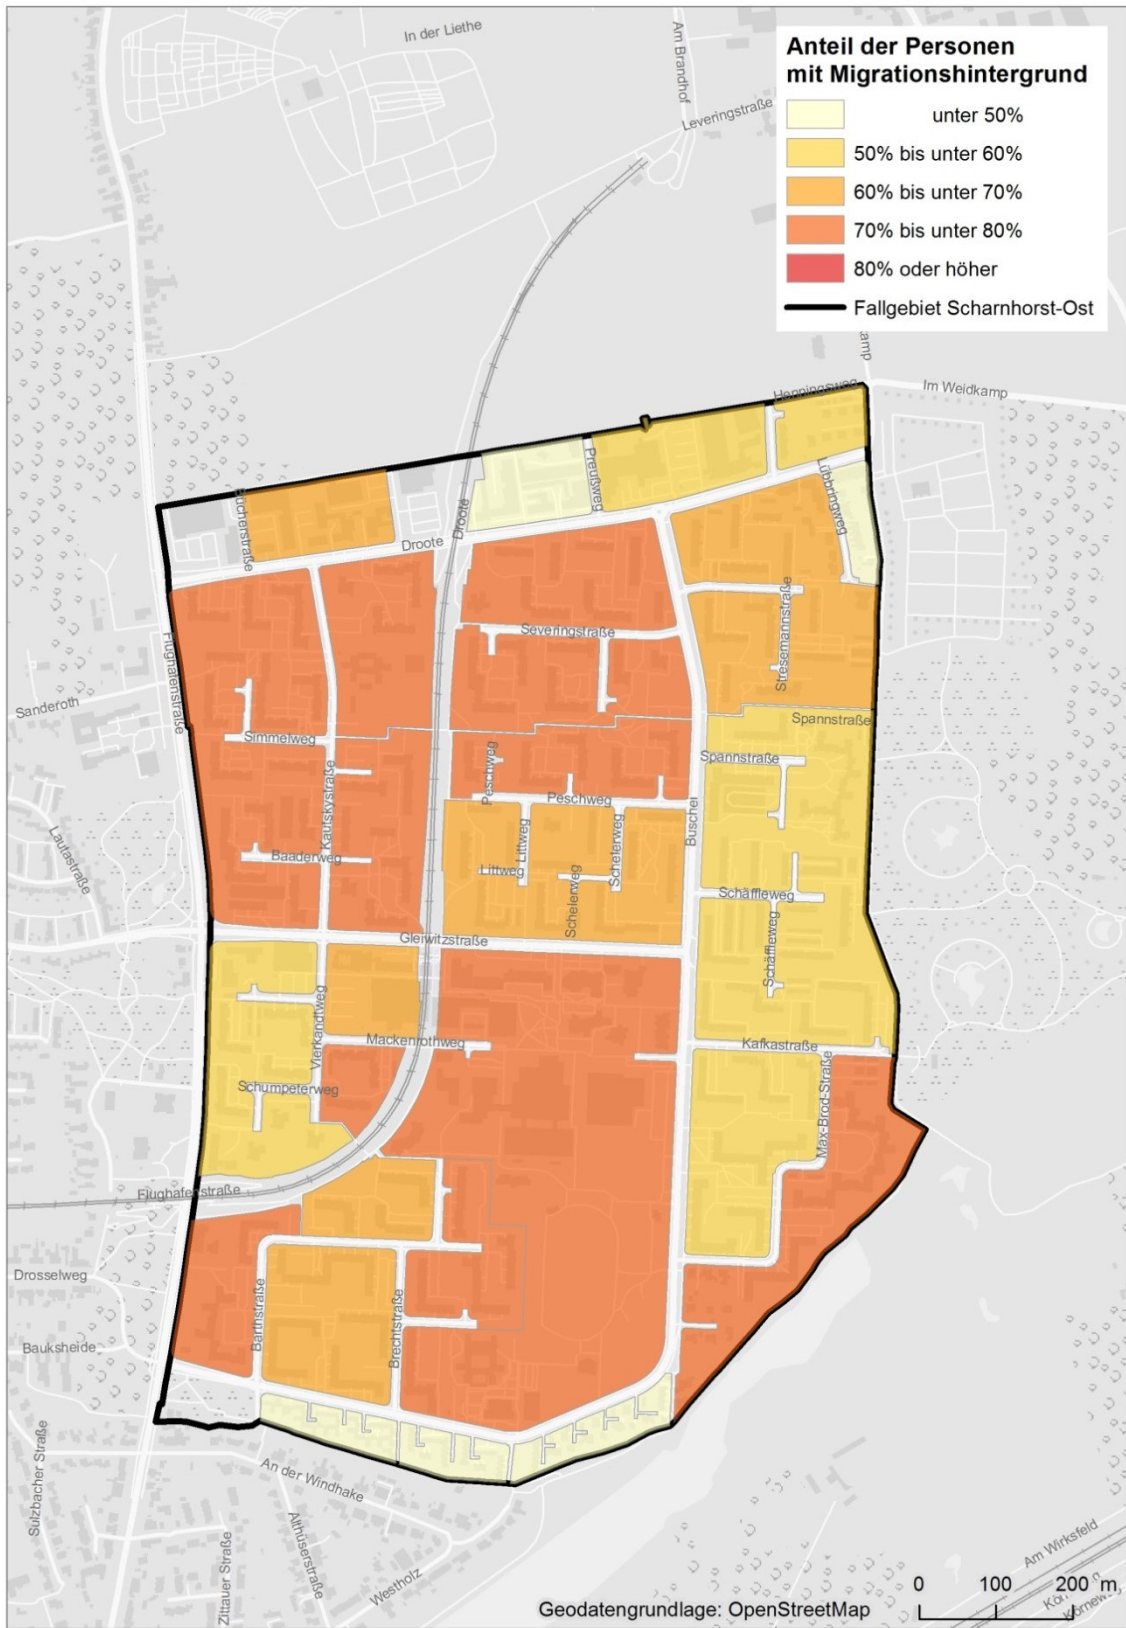 In der Liethe
Am Brandhof
Leveringstraße
Anteil der Personen
mit Migrationshintergrund
unter 50%
50% bis unter 60%
60% bis unter 70%
70% bis unter 80%
80% oder höher
Fallgebiet Scharnhorst-Ost
kamp
Henningsweg
Im Weidkamp
Preußweg
Lübbringweg
Droote
Droote
Flughafenstraße
Severingstraße
Stresemannstraße
Sanderoth
Simmelweg
Spannstraße
Spannstraße
Peschweg
Peschweg
Kautskystraße
Buschei
Lautastraße
Baaderweg
Littweg
Littweg
Schelerweg
Schelerweg
Schäffleweg
Schäffleweg
Gleiwitzstraße
Vierkandtweg
Mackenrothweg
Kafkastraße
Schumpeterweg
Max-Brod-Straße
Flughafenstraße
Drosselweg
Bauksheide
Barthstraße
Brechtstraße
Sulzbacher Straße
An der Windhake
Althüserstraße
Zittauer Straße
Westholz
Am Wirksfeld
0 100 200 m
Geodatengrundlage: OpenStreetMap